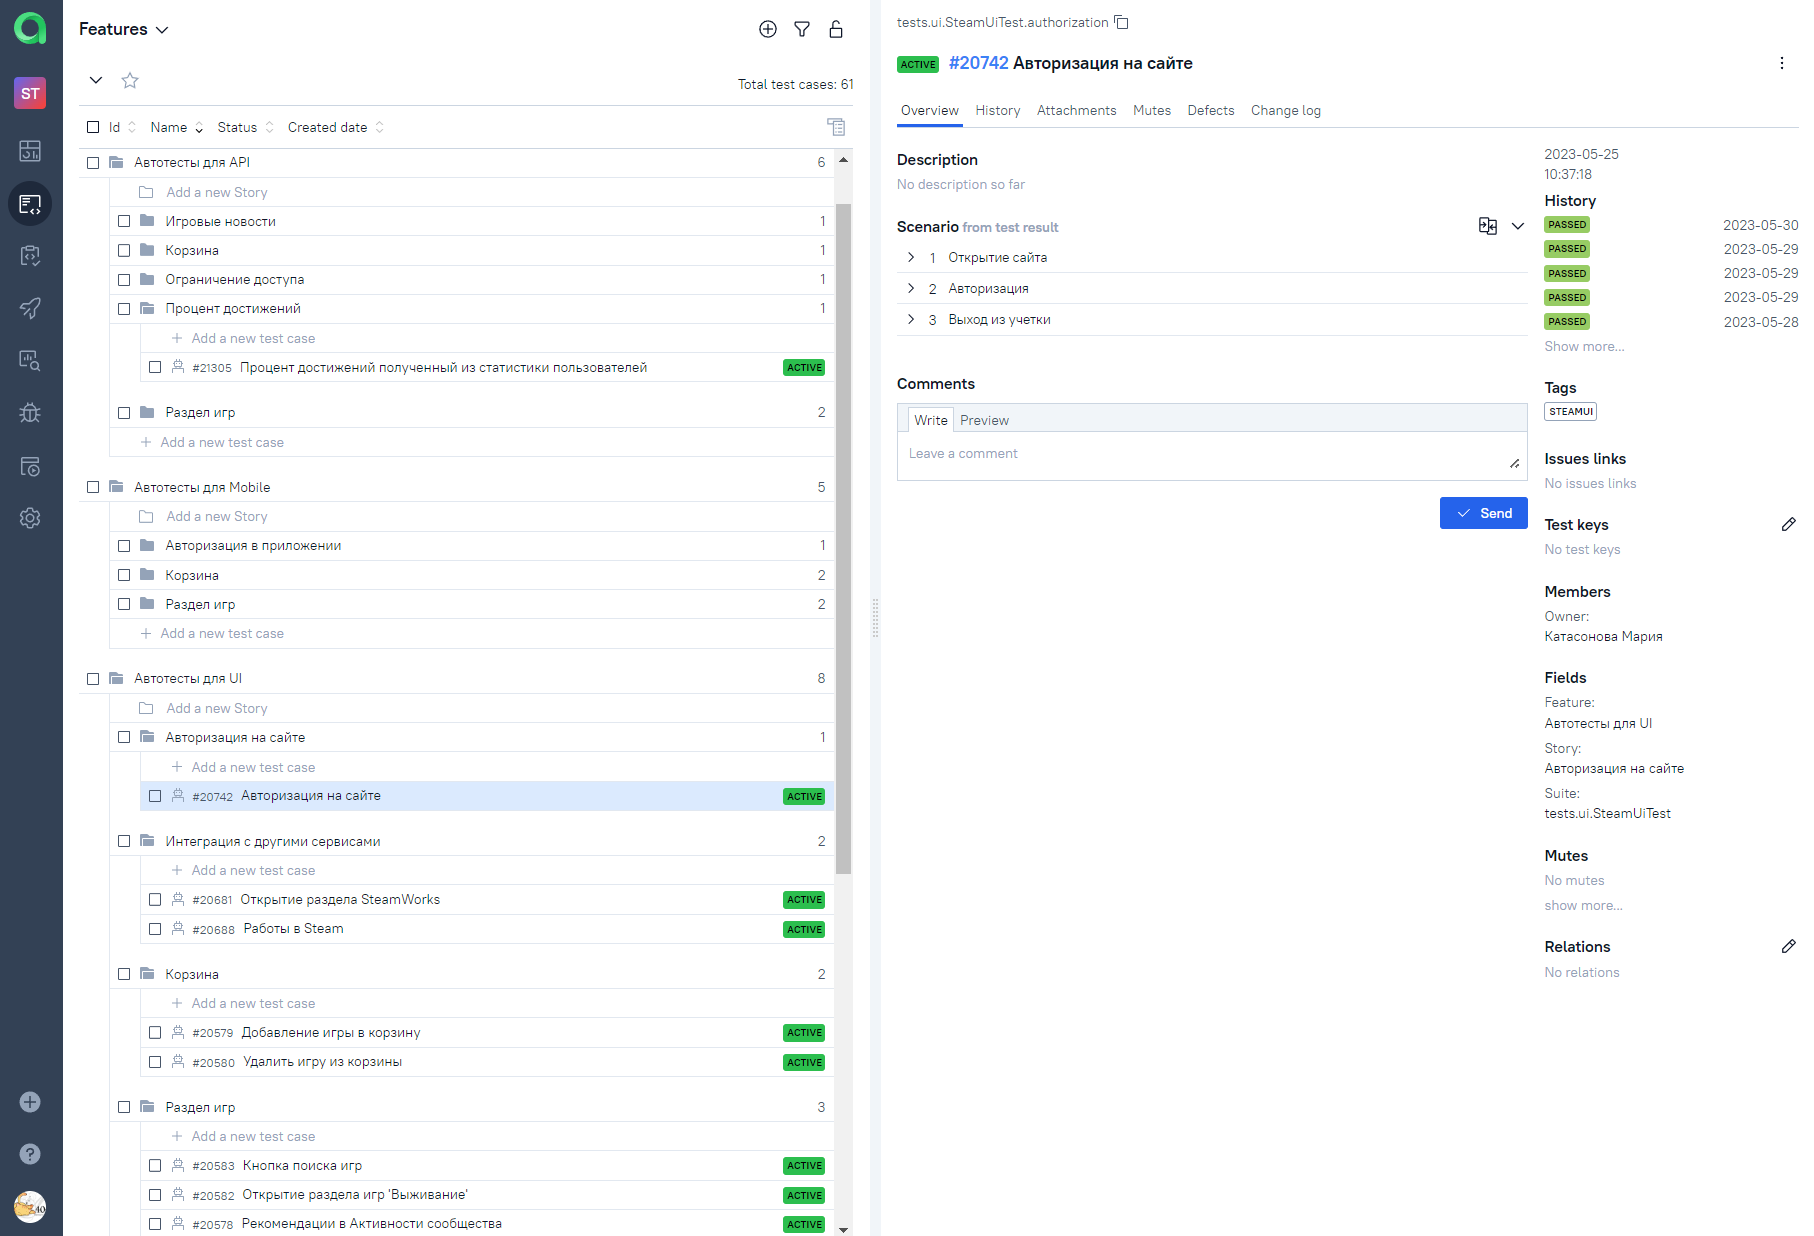 ST
Features
Total test cases: 61
Id Name Status Created date
Автотесты для API 6
Add a new Story
Игровые новости 1
Корзина 1
Ограничение доступа 1
Процент достижений 1
Add a new test case
#21305 Процент достижений полученный из статистики пользователей ACTIVE
Раздел игр 2
Add a new test case
Автотесты для Mobile 5
Add a new Story
Авторизация в приложении 1
Корзина 2
Раздел игр 2
Add a new test case
Автотесты для UI 8
Add a new Story
Авторизация на сайте 1
Add a new test case
#20742 Авторизация на сайте ACTIVE
Интеграция с другими сервисами 2
Add a new test case
#20681 Открытие раздела SteamWorks ACTIVE
#20688 Работы в Steam ACTIVE
Корзина 2
Add a new test case
#20579 Добавление игры в корзину ACTIVE
#20580 Удалить игру из корзины ACTIVE
Раздел игр 3
Add a new test case
#20583 Кнопка поиска игр ACTIVE
#20582 Открытие раздела игр 'Выживание' ACTIVE
#20578 Рекомендации в Активности сообщества ACTIVE
tests.ui.SteamUiTest.authorization
ACTIVE #20742 Авторизация на сайте
Overview History Attachments Mutes Defects Change log
Description
No description so far
Scenario from test result
1 Открытие сайта
2 Авторизация
3 Выход из учетки
Comments
Write Preview
Leave a comment
Send
2023-05-25
10:37:18
History
PASSED 2023-05-30
PASSED 2023-05-29
PASSED 2023-05-29
PASSED 2023-05-29
PASSED 2023-05-28
Show more...
Tags
STEAMUI
Issues links
No issues links
Test keys
No test keys
Members
Owner:
Катасонова Мария
Fields
Feature:
Автотесты для UI
Story:
Авторизация на сайте
Suite:
tests.ui.SteamUiTest
Mutes
No mutes
show more...
Relations
No relations